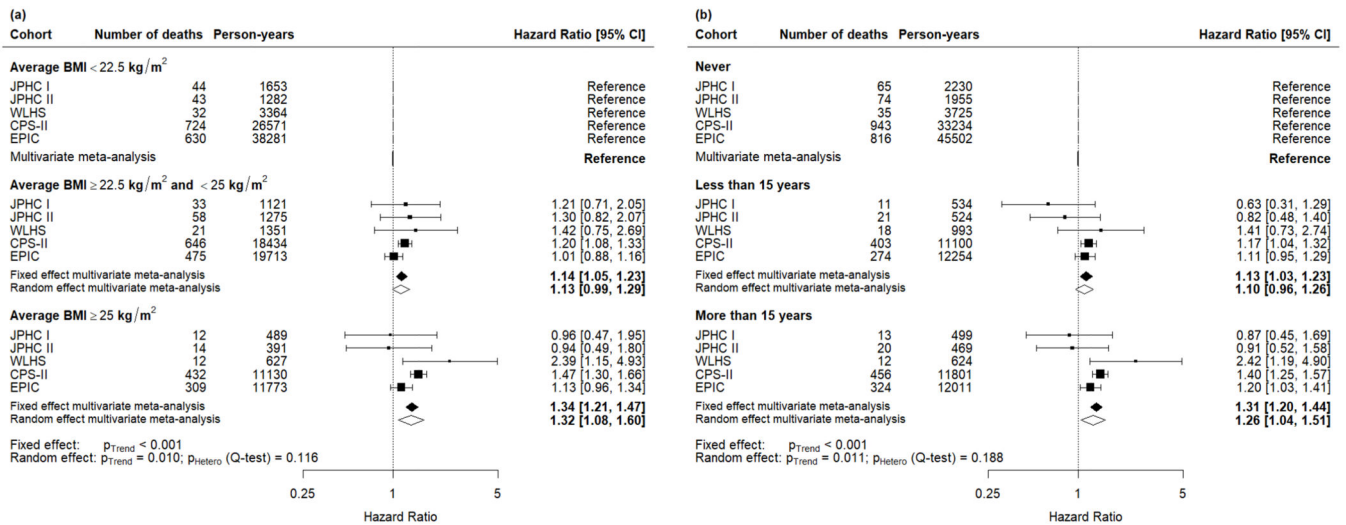 (a)
Cohort Number of deaths Person-years Hazard Ratio [95% CI]
Average BMI < 22.5 kg/m²
JPHC I 44 1653 Reference
JPHC II 43 1282 Reference
WLHS 32 3364 Reference
CPS-II 724 26571 Reference
EPIC 630 38281 Reference
Multivariate meta-analysis Reference
Average BMI ≥ 22.5 kg/m² and < 25 kg/m²
JPHC I 33 1121 1.21 [0.71, 2.05]
JPHC II 58 1275 1.30 [0.82, 2.07]
WLHS 21 1351 1.42 [0.75, 2.69]
CPS-II 646 18434 1.20 [1.08, 1.33]
EPIC 475 19713 1.01 [0.88, 1.16]
Fixed effect multivariate meta-analysis 1.14 [1.05, 1.23]
Random effect multivariate meta-analysis 1.13 [0.99, 1.29]
Average BMI ≥ 25 kg/m²
JPHC I 12 489 0.96 [0.47, 1.95]
JPHC II 14 391 0.94 [0.49, 1.80]
WLHS 12 627 2.39 [1.15, 4.93]
CPS-II 432 11130 1.47 [1.30, 1.66]
EPIC 309 11773 1.13 [0.96, 1.34]
Fixed effect multivariate meta-analysis 1.34 [1.21, 1.47]
Random effect multivariate meta-analysis 1.32 [1.08, 1.60]
Fixed effect: pTrend < 0.001
Random effect: pTrend = 0.010; pHetero (Q-test) = 0.116
0.25 1 5
Hazard Ratio
(b)
Cohort Number of deaths Person-years Hazard Ratio [95% CI]
Never
JPHC I 65 2230 Reference
JPHC II 74 1955 Reference
WLHS 35 3725 Reference
CPS-II 943 33234 Reference
EPIC 816 45502 Reference
Multivariate meta-analysis Reference
Less than 15 years
JPHC I 11 534 0.63 [0.31, 1.29]
JPHC II 21 524 0.82 [0.48, 1.40]
WLHS 18 993 1.41 [0.73, 2.74]
CPS-II 403 11100 1.17 [1.04, 1.32]
EPIC 274 12254 1.11 [0.95, 1.29]
Fixed effect multivariate meta-analysis 1.13 [1.03, 1.23]
Random effect multivariate meta-analysis 1.10 [0.96, 1.26]
More than 15 years
JPHC I 13 499 0.87 [0.45, 1.69]
JPHC II 20 469 0.91 [0.52, 1.58]
WLHS 12 624 2.42 [1.19, 4.90]
CPS-II 456 11801 1.40 [1.25, 1.57]
EPIC 324 12011 1.20 [1.03, 1.41]
Fixed effect multivariate meta-analysis 1.31 [1.20, 1.44]
Random effect multivariate meta-analysis 1.26 [1.04, 1.51]
Fixed effect: pTrend < 0.001
Random effect: pTrend = 0.011; pHetero (Q-test) = 0.188
0.25 1 5
Hazard Ratio